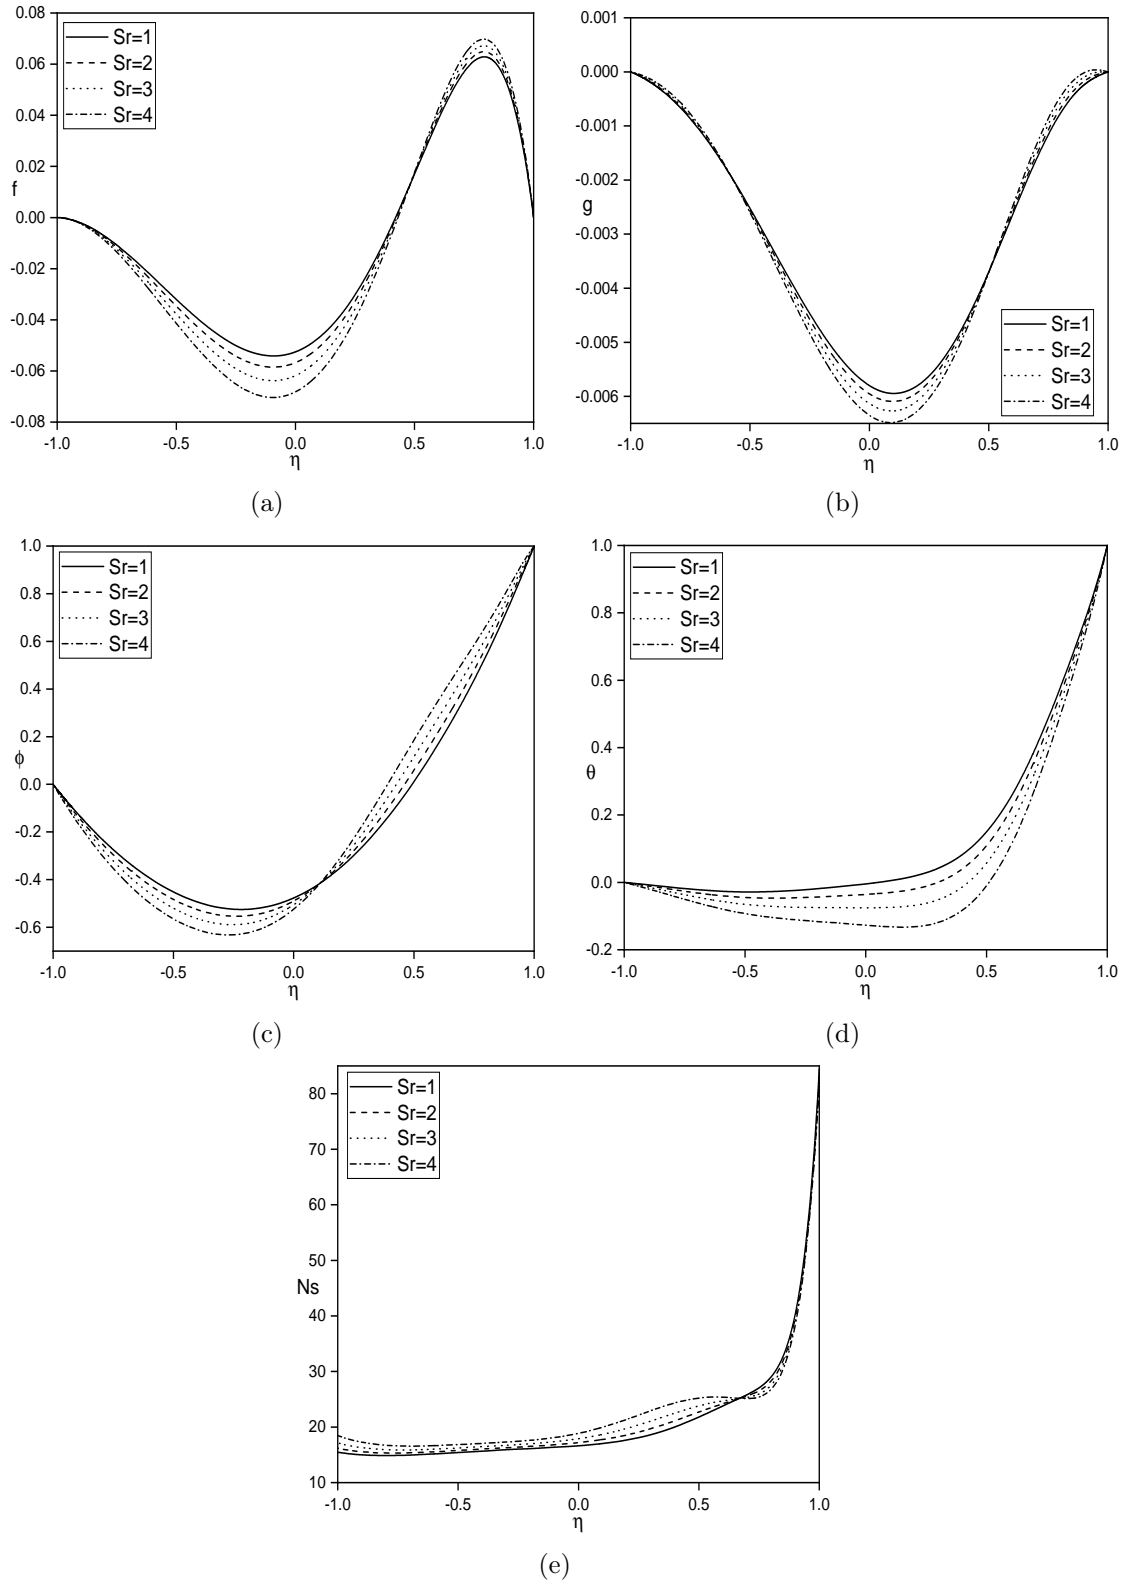 0.08
0.06
0.04
0.02
0.00
-0.02
-0.04
-0.06
-0.08
f
Sr=1
Sr=2
Sr=3
Sr=4
-1.0 -0.5 0.0 0.5 1.0
η
(a)
0.001
0.000
-0.001
-0.002
-0.003
-0.004
-0.005
-0.006
g
Sr=1
Sr=2
Sr=3
Sr=4
-1.0 -0.5 0.0 0.5 1.0
η
(b)
1.0
0.8
0.6
0.4
0.2
0.0
-0.2
-0.4
-0.6
ϕ
Sr=1
Sr=2
Sr=3
Sr=4
-1.0 -0.5 0.0 0.5 1.0
η
(c)
1.0
0.8
0.6
0.4
0.2
0.0
-0.2
θ
Sr=1
Sr=2
Sr=3
Sr=4
-1.0 -0.5 0.0 0.5 1.0
η
(d)
80
70
60
50
40
30
20
10
Ns
Sr=1
Sr=2
Sr=3
Sr=4
-1.0 -0.5 0.0 0.5 1.0
η
(e)